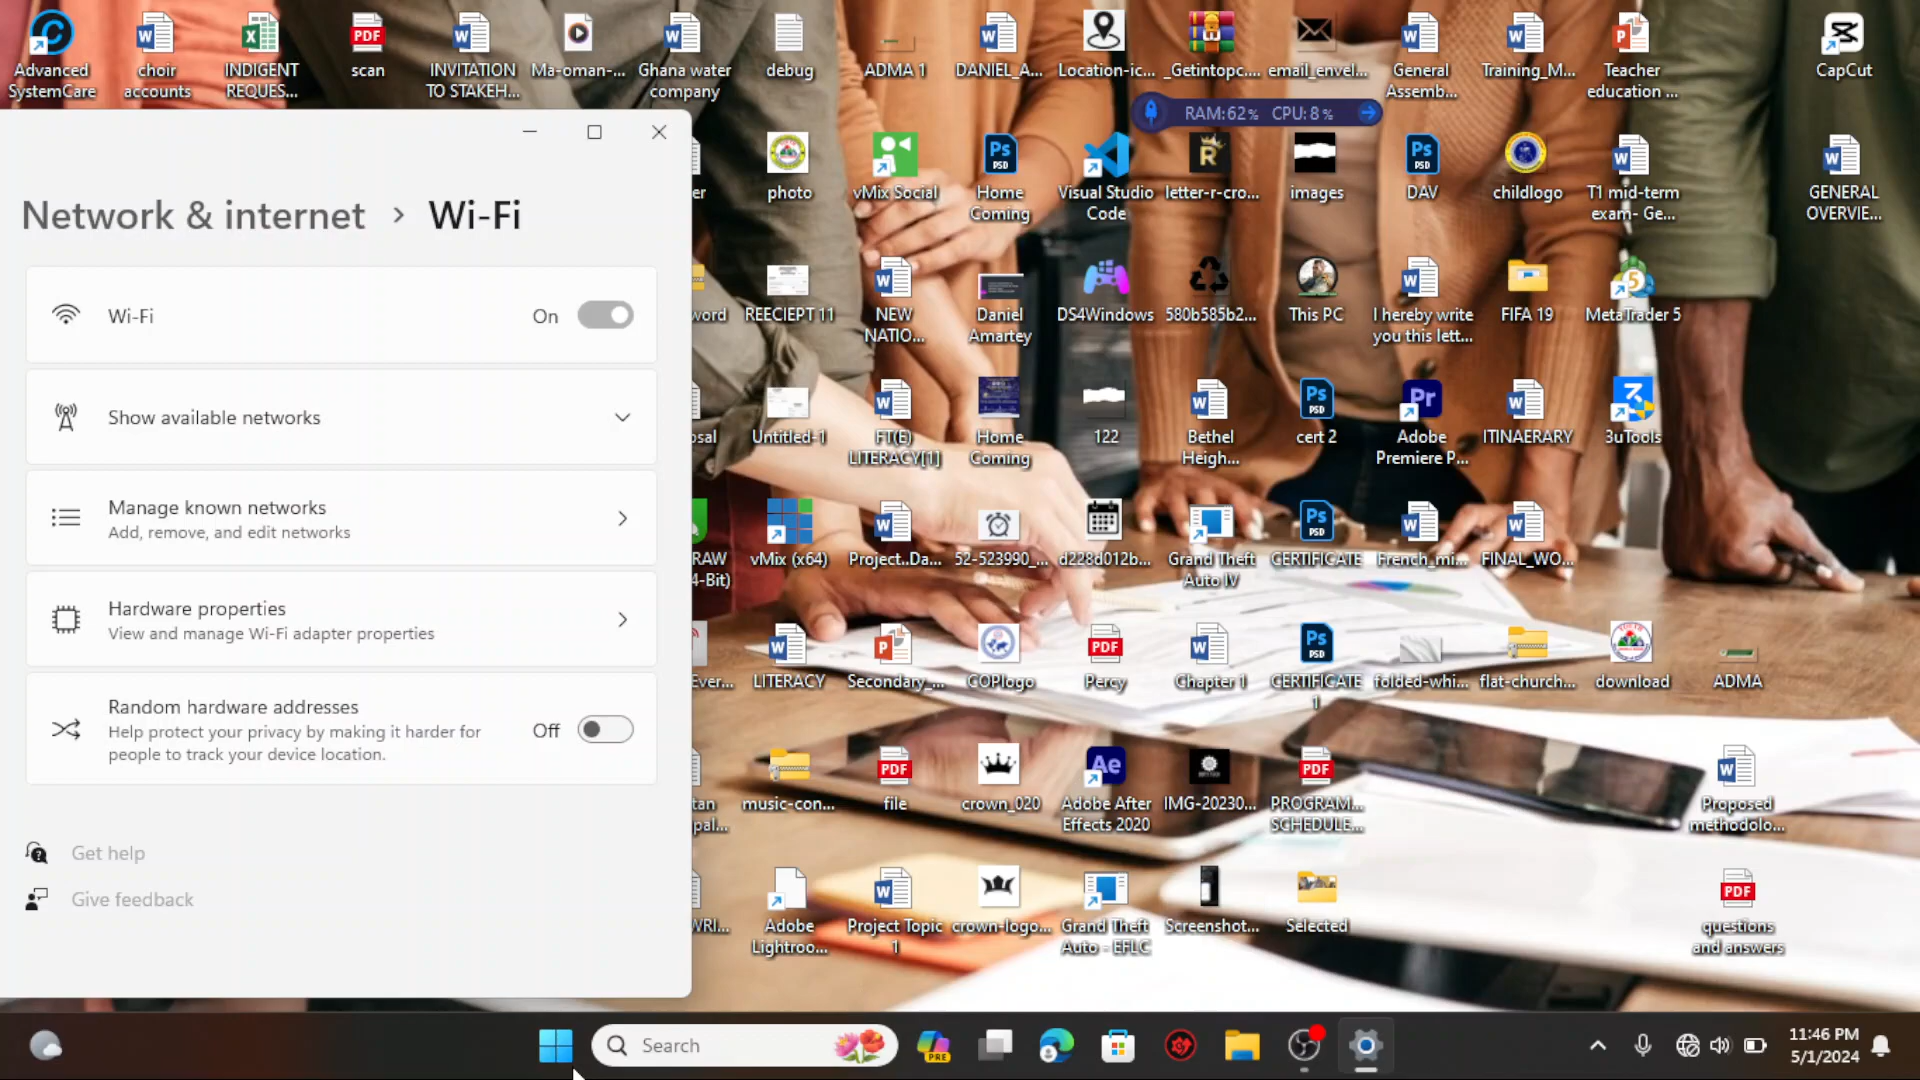 Advanced
SystemCare
choir
accounts
INDIGENT
REQUES...
scan
INVITATION
TO STAKEH...
Ma-oman-...
Ghana water
company
debug
ADMA 1
DANIEL_A...
Location-ic...
_Getintopc....
email_envel...
General
Assemb...
Training_M...
Teacher
education ...
CapCut
RAM:62% CPU: 8%
photo
vMix Social
Home
Coming
Visual Studio
Code
letter-r-cro...
images
DAV
childlogo
T1 mid-term
exam- Ge...
GENERAL
OVERVIE...
Network & internet > Wi-Fi
Wi-Fi
On
Show available networks
Manage known networks
Add, remove, and edit networks
Hardware properties
View and manage Wi-Fi adapter properties
Random hardware addresses
Help protect your privacy by making it harder for
people to track your device location.
Off
Get help
Give feedback
REECIEPT 11
NEW
NATIO...
Daniel
Amartey
DS4Windows
580b585b2...
This PC
I hereby write
you this lett...
FIFA 19
MetaTrader 5
Untitled-1
FT(E)
LITERACY[1]
Home
Coming
122
Bethel
Heigh...
cert 2
Adobe
Premiere P...
ITINAERARY
3uTools
RAW
4-Bit)
vMix (x64)
Project..Da...
52-523990_...
d228d012b...
Grand Theft
Auto IV
CERTIFICATE
French_mi...
FINAL_WO...
Ever...
LITERACY
Secondary_...
GOPlogo
Percy
Chapter 1
CERTIFICATE
1
folded-whi...
flat-church...
download
ADMA
music-con...
file
crown_020
Adobe After
Effects 2020
IMG-20230...
PROGRAM...
SCHEDULE...
Proposed
methodolo...
Adobe
Lightroo...
Project Topic
1
crown-logo...
Grand Theft
Auto - EFLC
Screenshot...
Selected
questions
and answers
Search
PRE
11:46 PM
5/1/2024